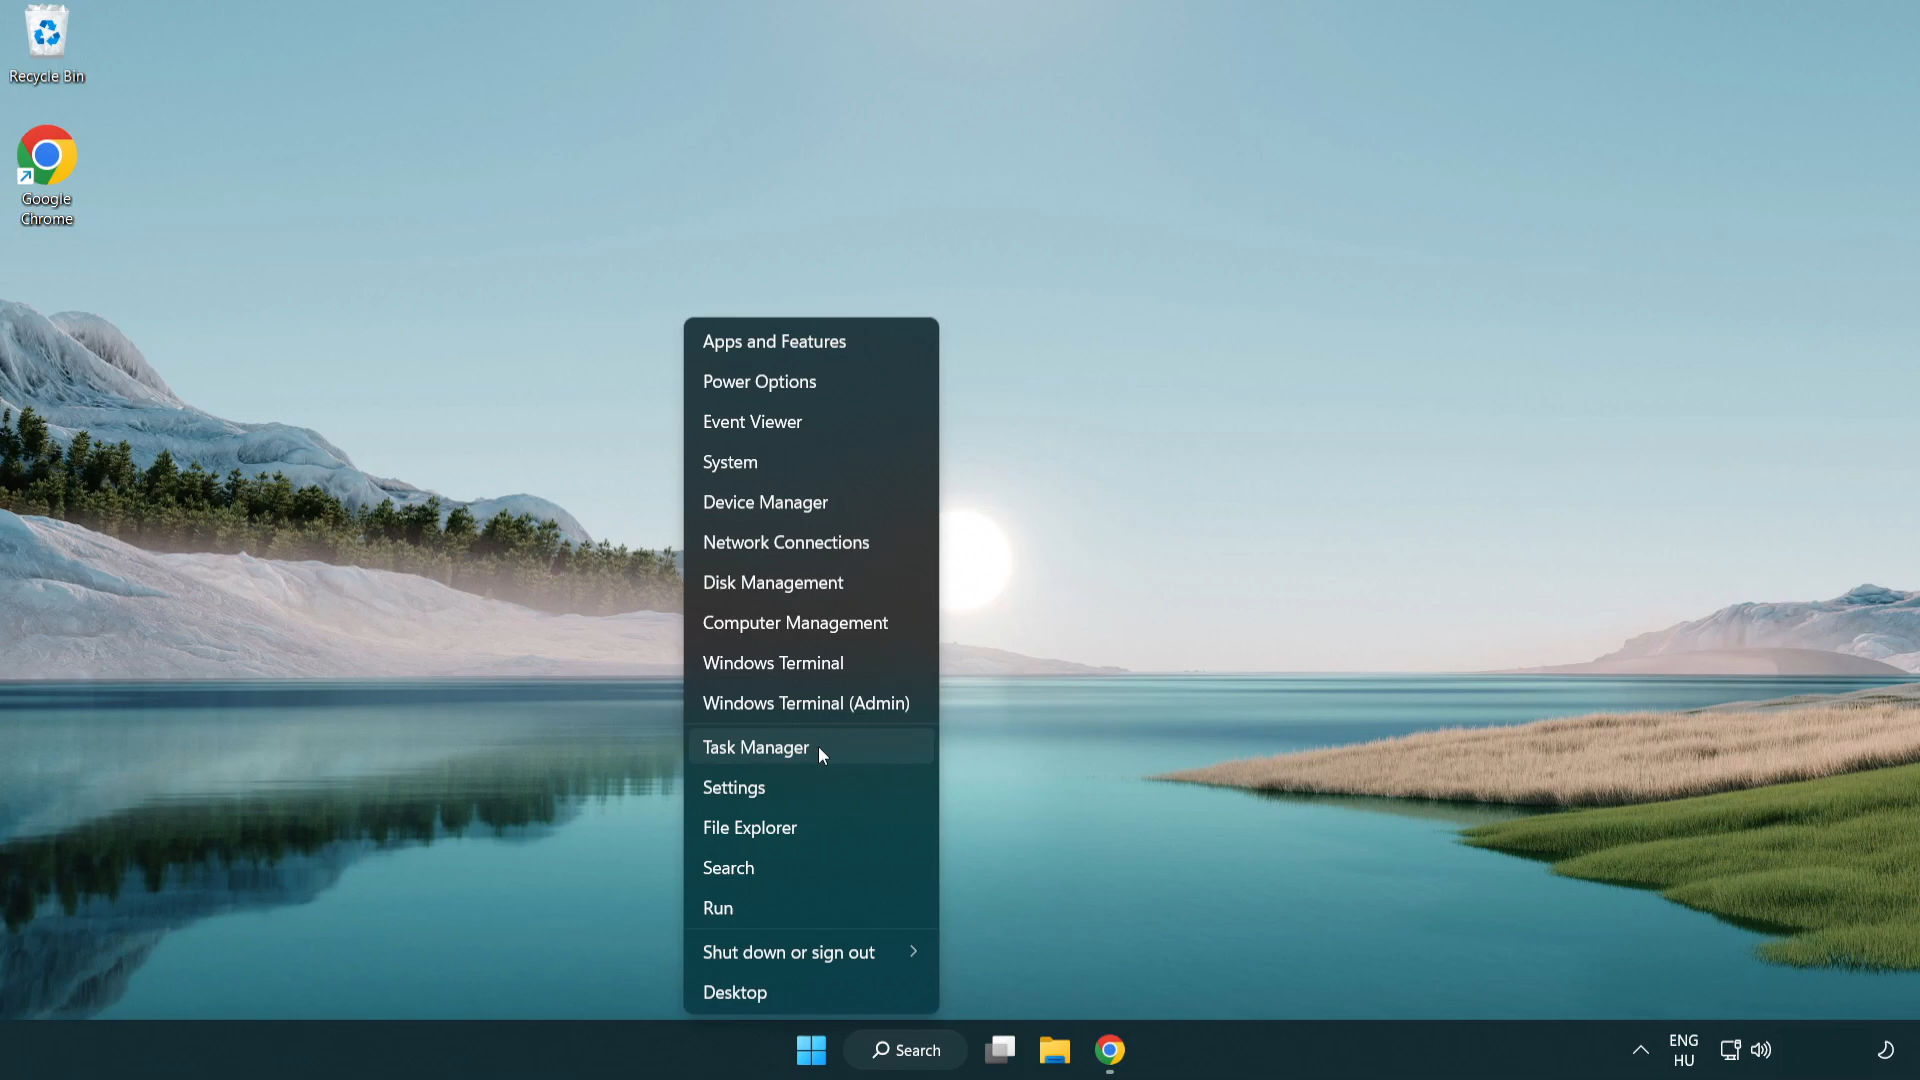 Recycle Bin
Google
Chrome
Apps and Features
Power Options
Event Viewer
System
Device Manager
Network Connections
Disk Management
Computer Management
Windows Terminal
Windows Terminal (Admin)
Task Manager
Settings
File Explorer
Search
Run
Shut down or sign out
Desktop
Search
ENG
HU